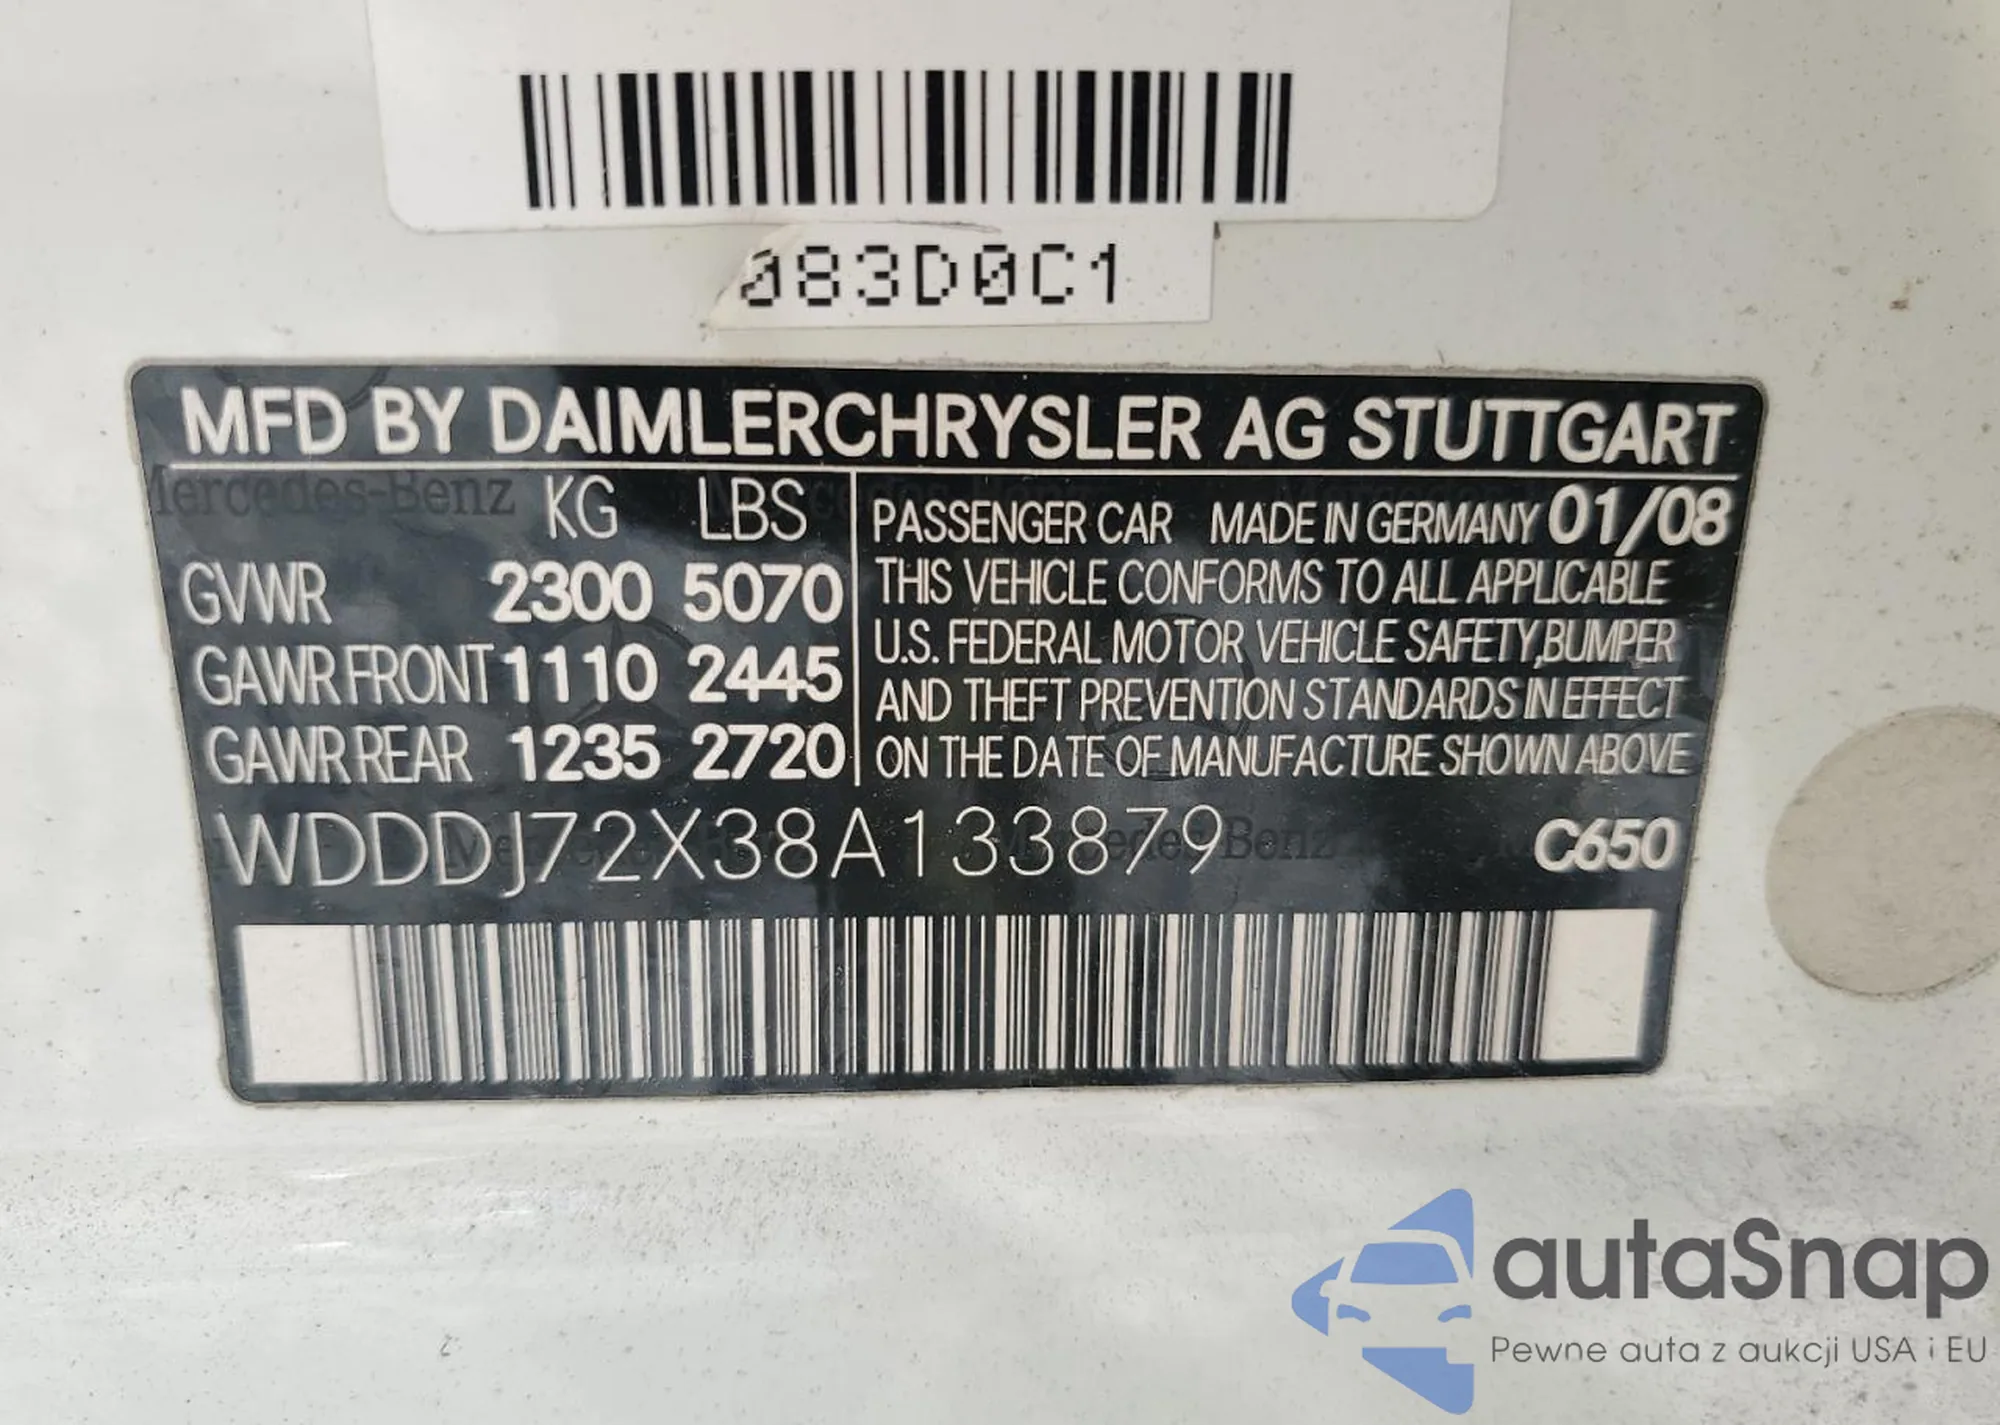 083D0C1
MFD BY DAIMLERCHRYSLER AG STUTTGART
Mercedes-Benz KG LBS
GVWR 2300 5070
GAWR FRONT 1110 2445
GAWR REAR 1235 2720
PASSENGER CAR MADE IN GERMANY 01/08
THIS VEHICLE CONFORMS TO ALL APPLICABLE
U.S. FEDERAL MOTOR VEHICLE SAFETY, BUMPER
AND THEFT PREVENTION STANDARDS IN EFFECT
ON THE DATE OF MANUFACTURE SHOWN ABOVE
WDDDJ72X38A133879 C650
autaSnap
Pewne auta z aukcji USA i EU